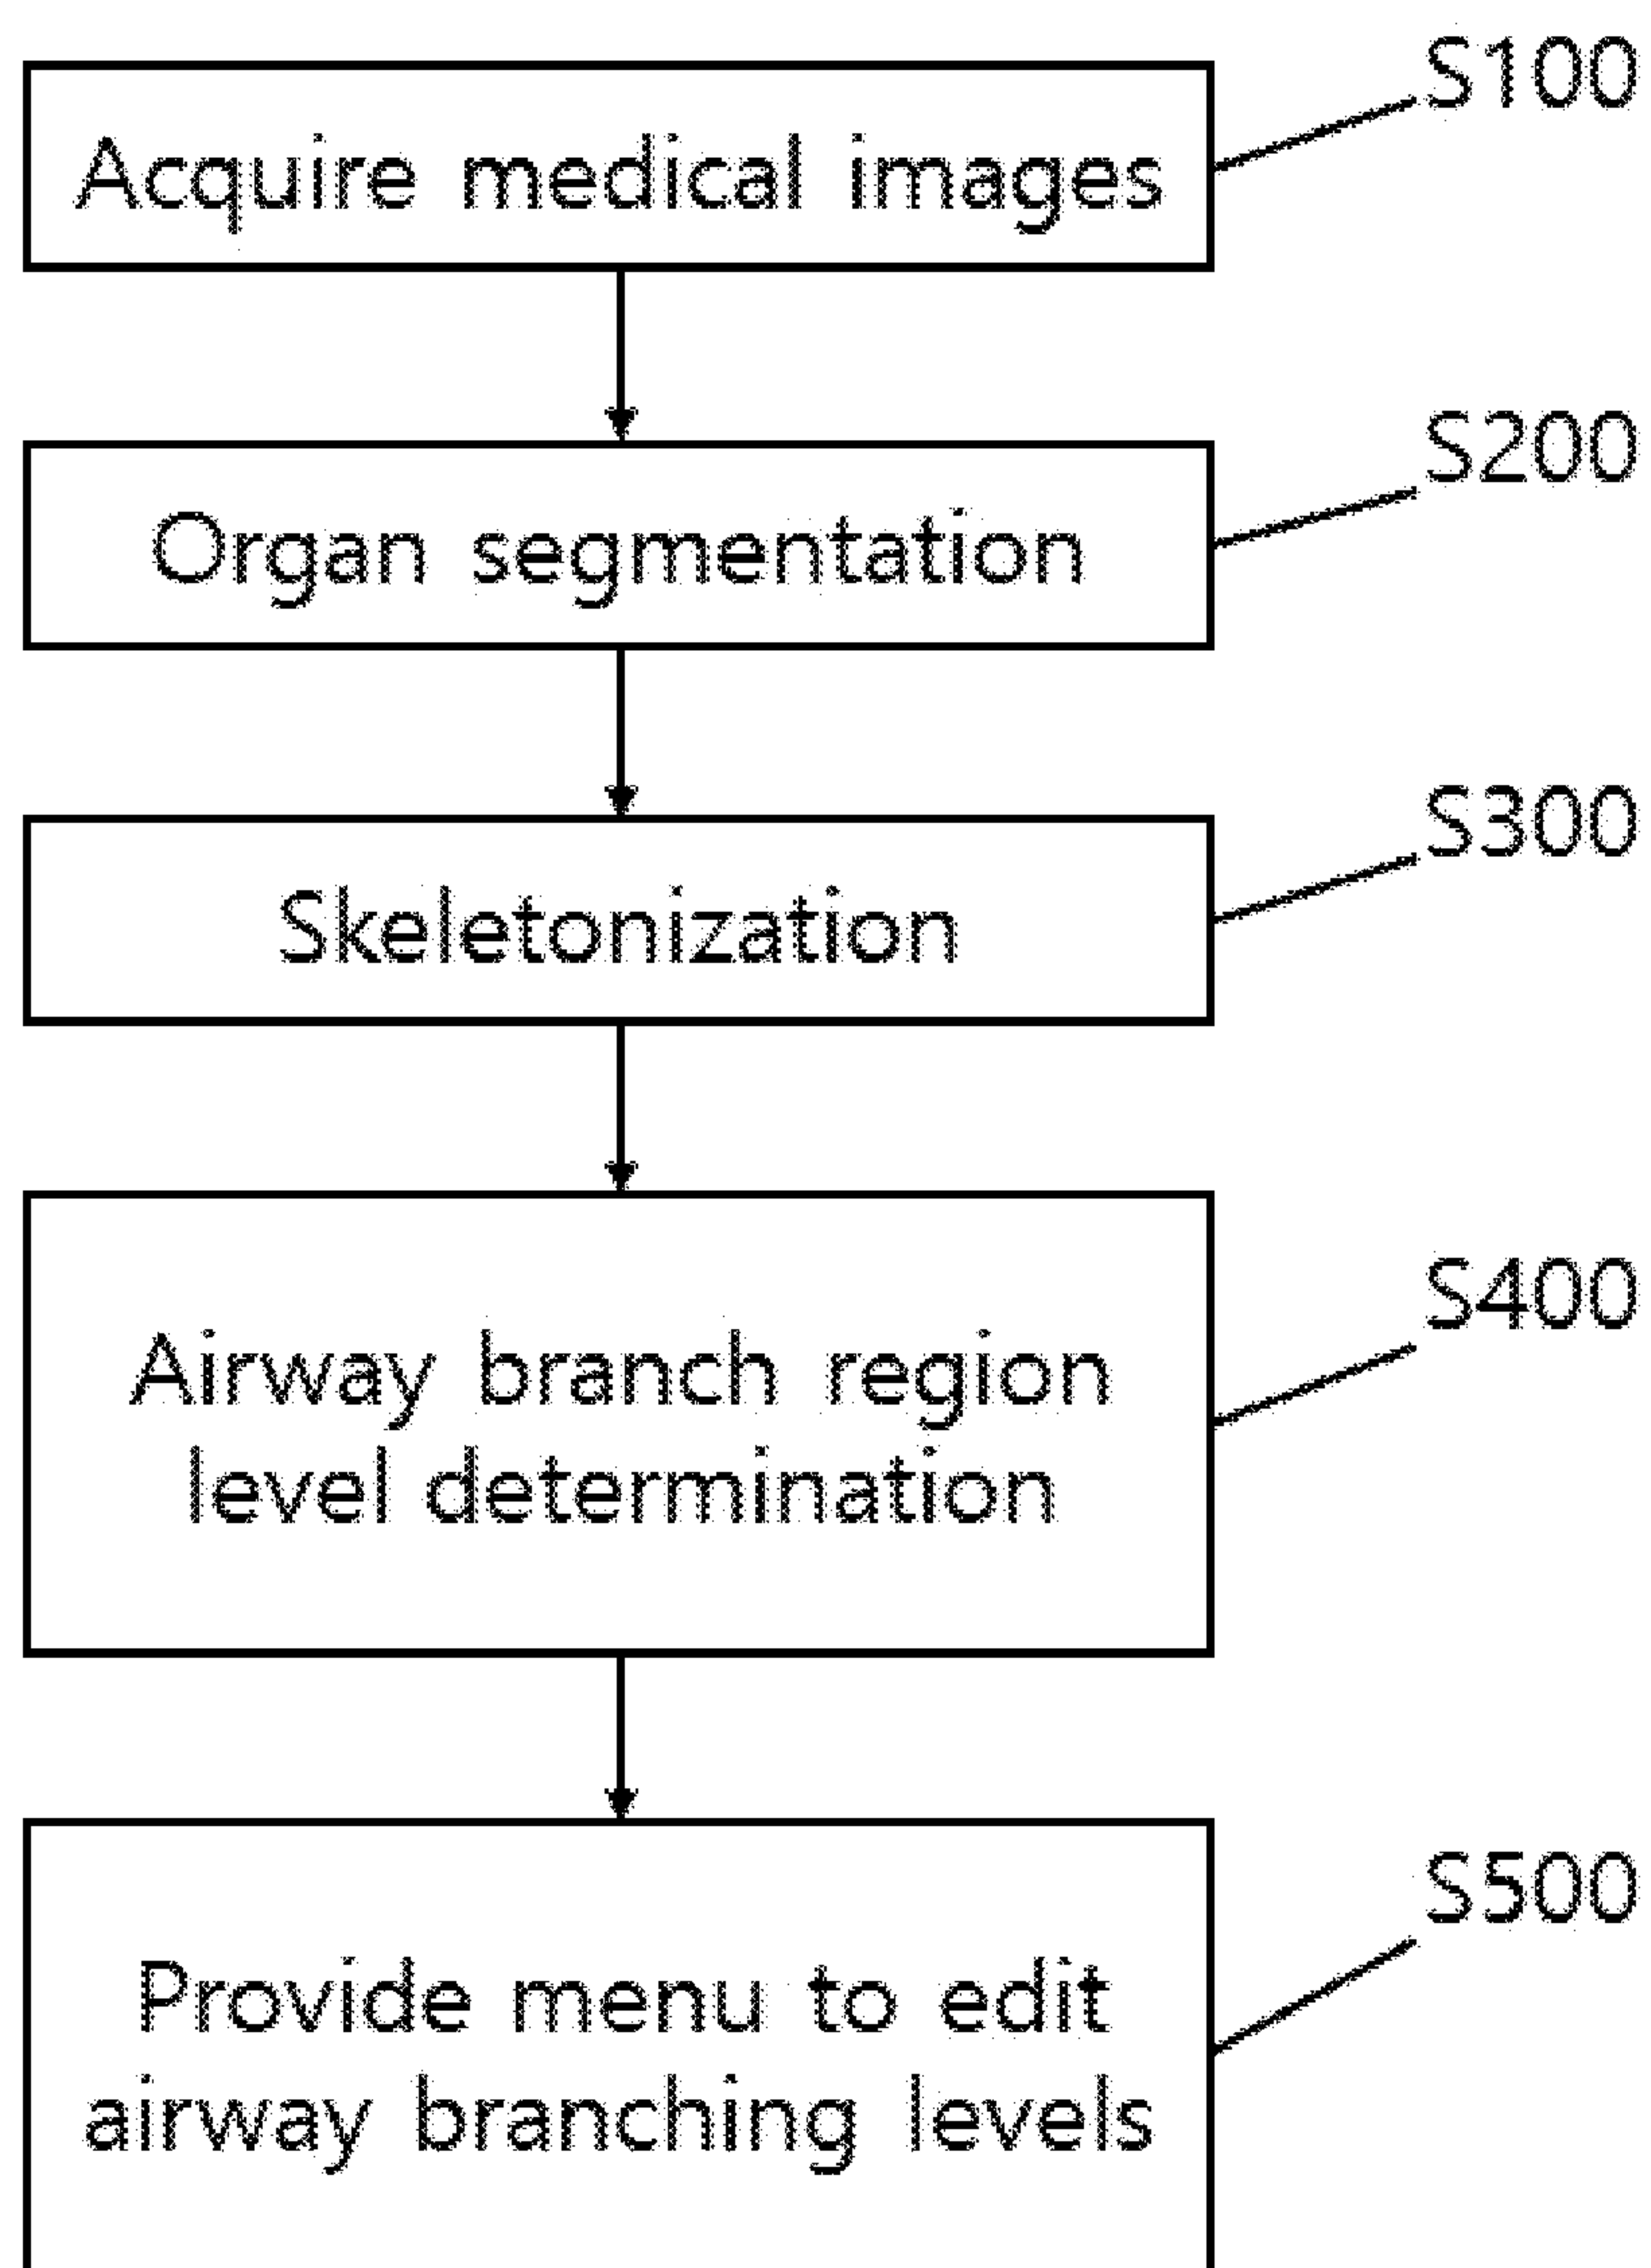 S100
Acquire medical images
S200
Organ segmentation
S300
Skeletonization
S400
Airway branch region
level determination
S500
Provide menu to edit
airway branching levels